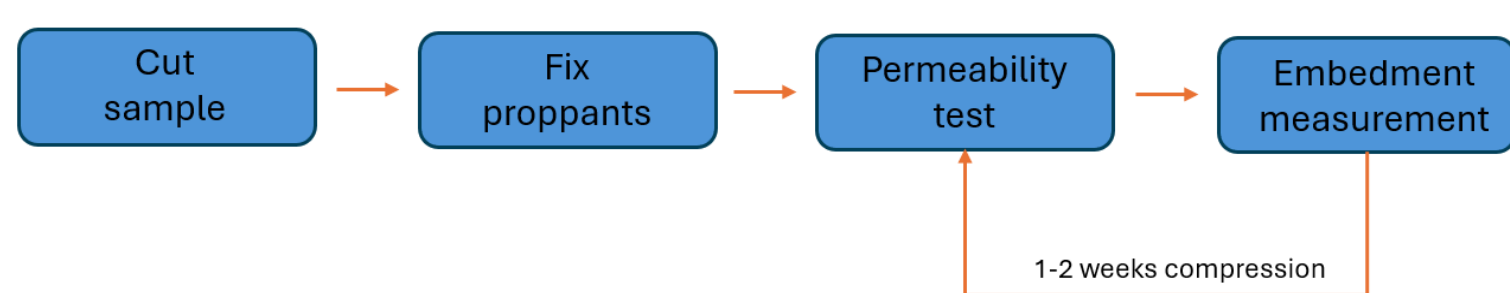 Cut
sample
Fix
proppants
Permeability
test
Embedment
measurement
1-2 weeks compression